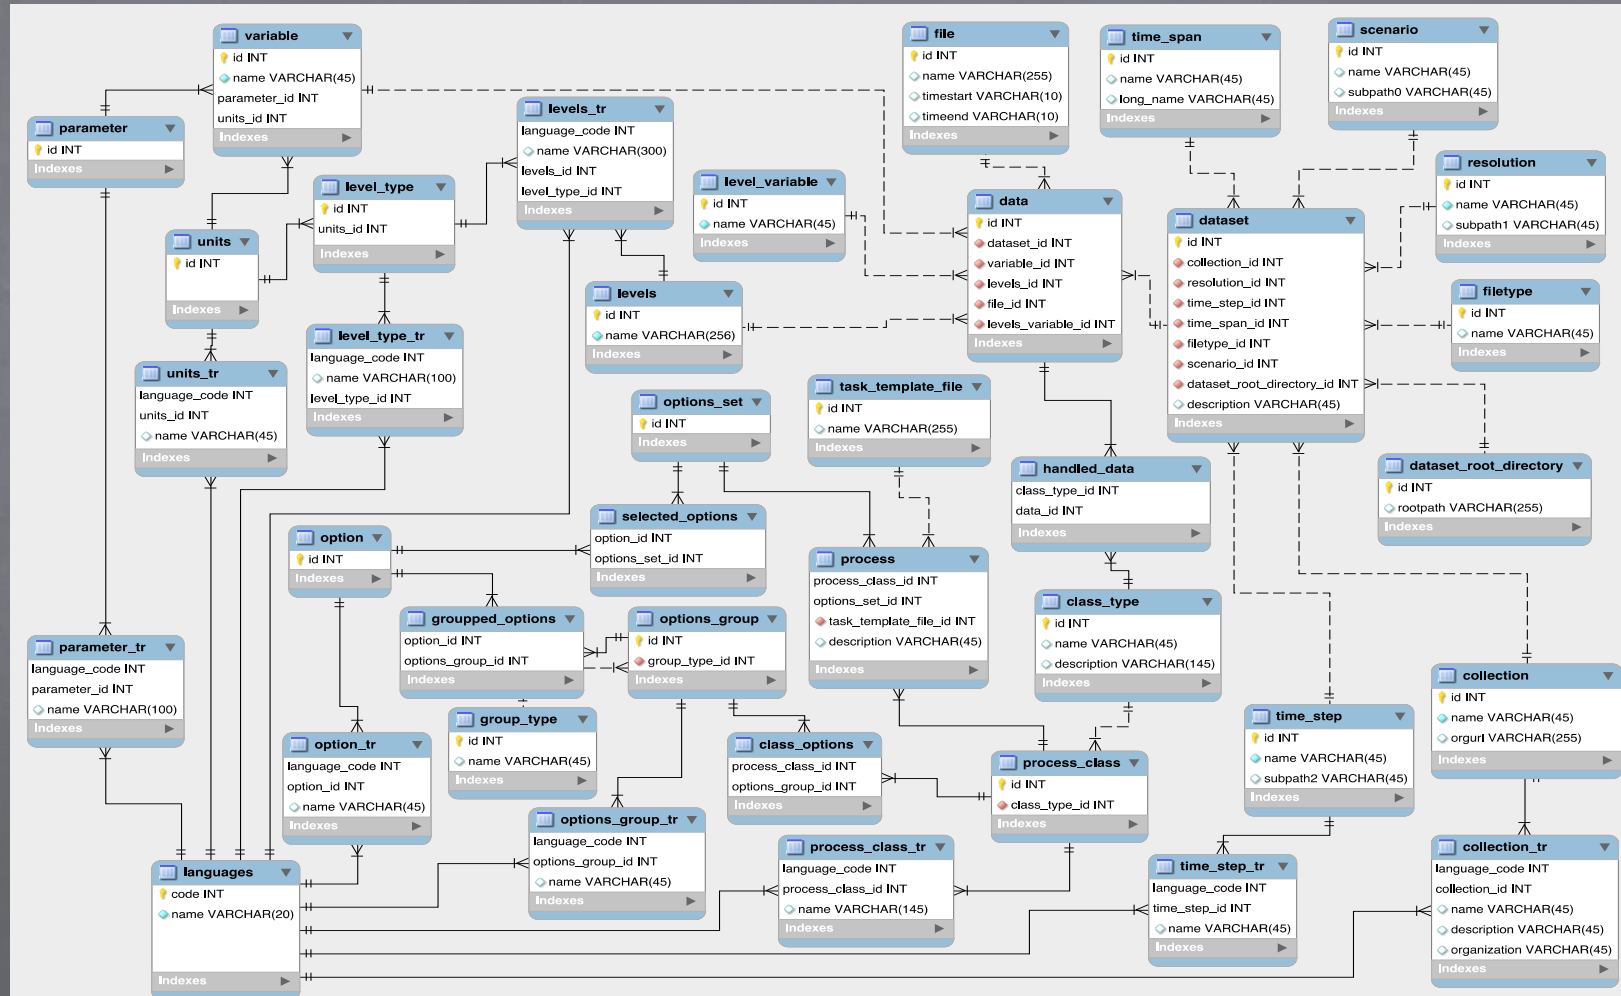 variable
id INT
name VARCHAR(45)
parameter_id INT
units_id INT
Indexes
file
id INT
name VARCHAR(255)
timestart VARCHAR(10)
timeend VARCHAR(10)
Indexes
time_span
id INT
name VARCHAR(45)
long_name VARCHAR(45)
Indexes
scenario
id INT
name VARCHAR(45)
subpath0 VARCHAR(45)
Indexes
parameter
id INT
Indexes
levels_tr
language_code INT
name VARCHAR(300)
levels_id INT
level_type_id INT
Indexes
level_type
id INT
units_id INT
Indexes
level_variable
id INT
name VARCHAR(45)
Indexes
data
id INT
dataset_id INT
variable_id INT
levels_id INT
file_id INT
levels_variable_id INT
Indexes
dataset
id INT
collection_id INT
resolution_id INT
time_step_id INT
time_span_id INT
filetype_id INT
scenario_id INT
dataset_root_directory_id INT
description VARCHAR(45)
Indexes
resolution
id INT
name VARCHAR(45)
subpath1 VARCHAR(45)
Indexes
units
id INT
Indexes
levels
id INT
name VARCHAR(256)
Indexes
filetype
id INT
name VARCHAR(45)
Indexes
level_type_tr
language_code INT
name VARCHAR(100)
level_type_id INT
Indexes
units_tr
language_code INT
units_id INT
name VARCHAR(45)
Indexes
options_set
id INT
Indexes
task_template_file
id INT
name VARCHAR(255)
Indexes
handled_data
class_type_id INT
data_id INT
Indexes
dataset_root_directory
id INT
rootpath VARCHAR(255)
Indexes
option
id INT
Indexes
selected_options
option_id INT
options_set_id INT
Indexes
process
process_class_id INT
options_set_id INT
task_template_file_id INT
description VARCHAR(45)
Indexes
class_type
id INT
name VARCHAR(45)
description VARCHAR(145)
Indexes
groupped_options
option_id INT
options_group_id INT
Indexes
options_group
id INT
group_type_id INT
Indexes
parameter_tr
language_code INT
parameter_id INT
name VARCHAR(100)
Indexes
collection
id INT
name VARCHAR(45)
orgurl VARCHAR(255)
Indexes
group_type
id INT
name VARCHAR(45)
Indexes
time_step
id INT
name VARCHAR(45)
subpath2 VARCHAR(45)
Indexes
option_tr
language_code INT
option_id INT
name VARCHAR(45)
Indexes
class_options
process_class_id INT
options_group_id INT
Indexes
process_class
id INT
class_type_id INT
Indexes
options_group_tr
language_code INT
options_group_id INT
name VARCHAR(45)
Indexes
process_class_tr
language_code INT
process_class_id INT
name VARCHAR(145)
Indexes
time_step_tr
language_code INT
time_step_id INT
name VARCHAR(45)
Indexes
collection_tr
language_code INT
collection_id INT
name VARCHAR(45)
description VARCHAR(45)
organization VARCHAR(45)
Indexes
languages
code INT
name VARCHAR(20)
Indexes